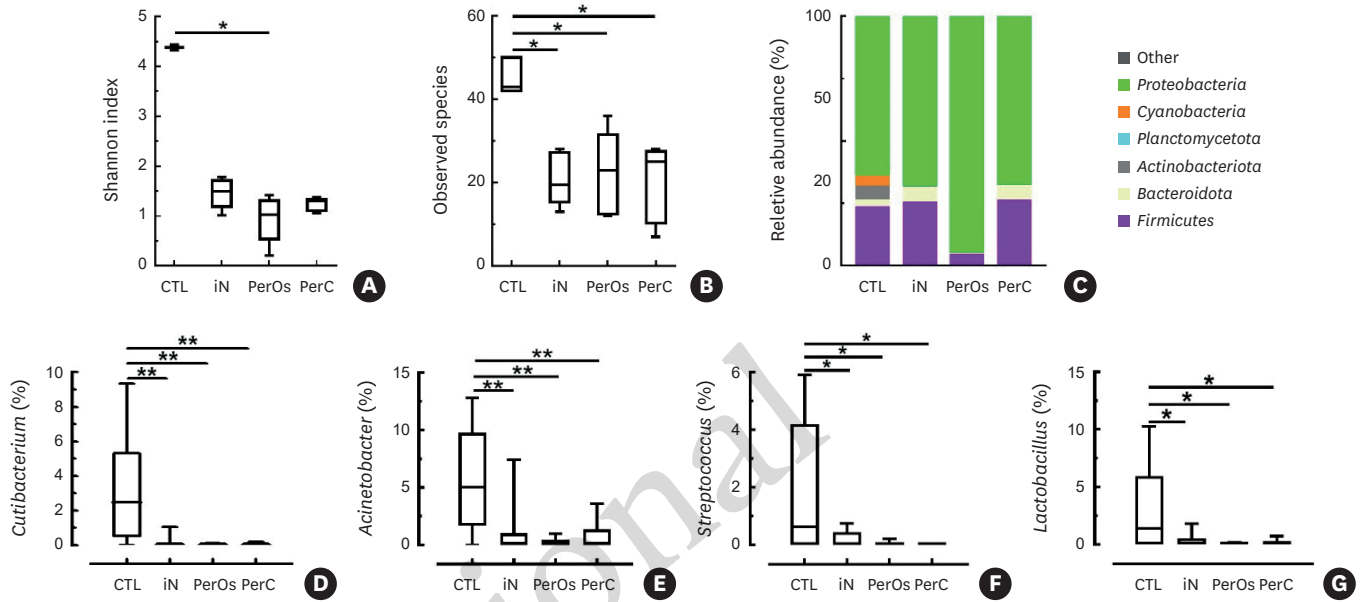 5
4
3
2
1
0
Shannon index
*
CTL
iN
PerOs
PerC
A
60
40
20
0
Observed species
*
*
*
CTL
iN
PerOs
PerC
B
100
50
20
0
Reletive abundance (%)
CTL
iN
PerOs
PerC
C
Other
Proteobacteria
Cyanobacteria
Planctomycetota
Actinobacteriota
Bacteroidota
Firmicutes
10
8
6
4
2
0
Cutibacterium (%)
**
**
**
CTL
iN
PerOs
PerC
D
15
10
5
0
Acinetobacter (%)
**
**
**
CTL
iN
PerOs
PerC
E
6
4
2
0
Streptococcus (%)
*
*
*
CTL
iN
PerOs
PerC
F
15
10
5
0
Lactobacillus (%)
*
*
*
CTL
iN
PerOs
PerC
G
ional